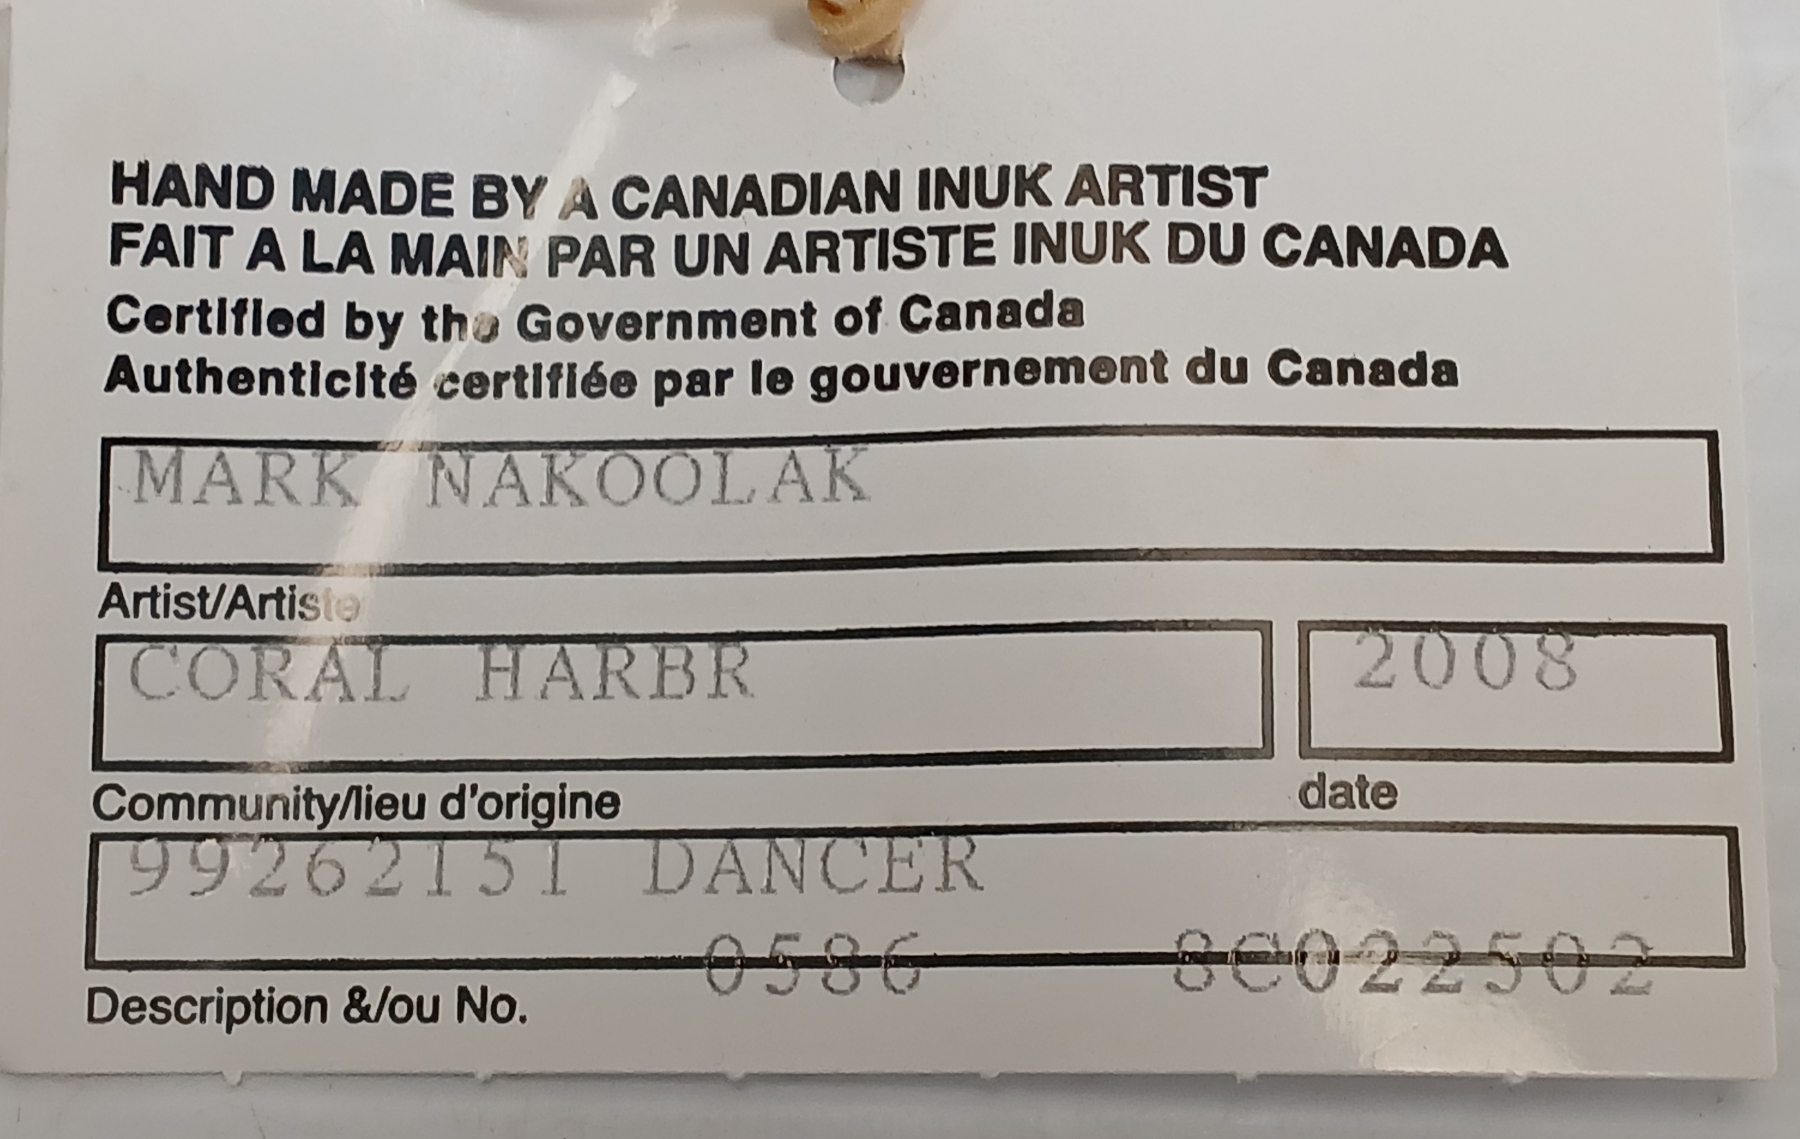 HAND MADE BY A CANADIAN INUK ARTIST
FAIT A LA MAIN PAR UN ARTISTE INUK DU CANADA
Certified by the Government of Canada
Authenticité certifiée par le gouvernement du Canada
MARK NAKOOLAK
Artist/Artiste
CORAL HARBR 2008
Community/lieu d'origine date
99262151 DANCER
0586 8C022502
Description &/ou No.